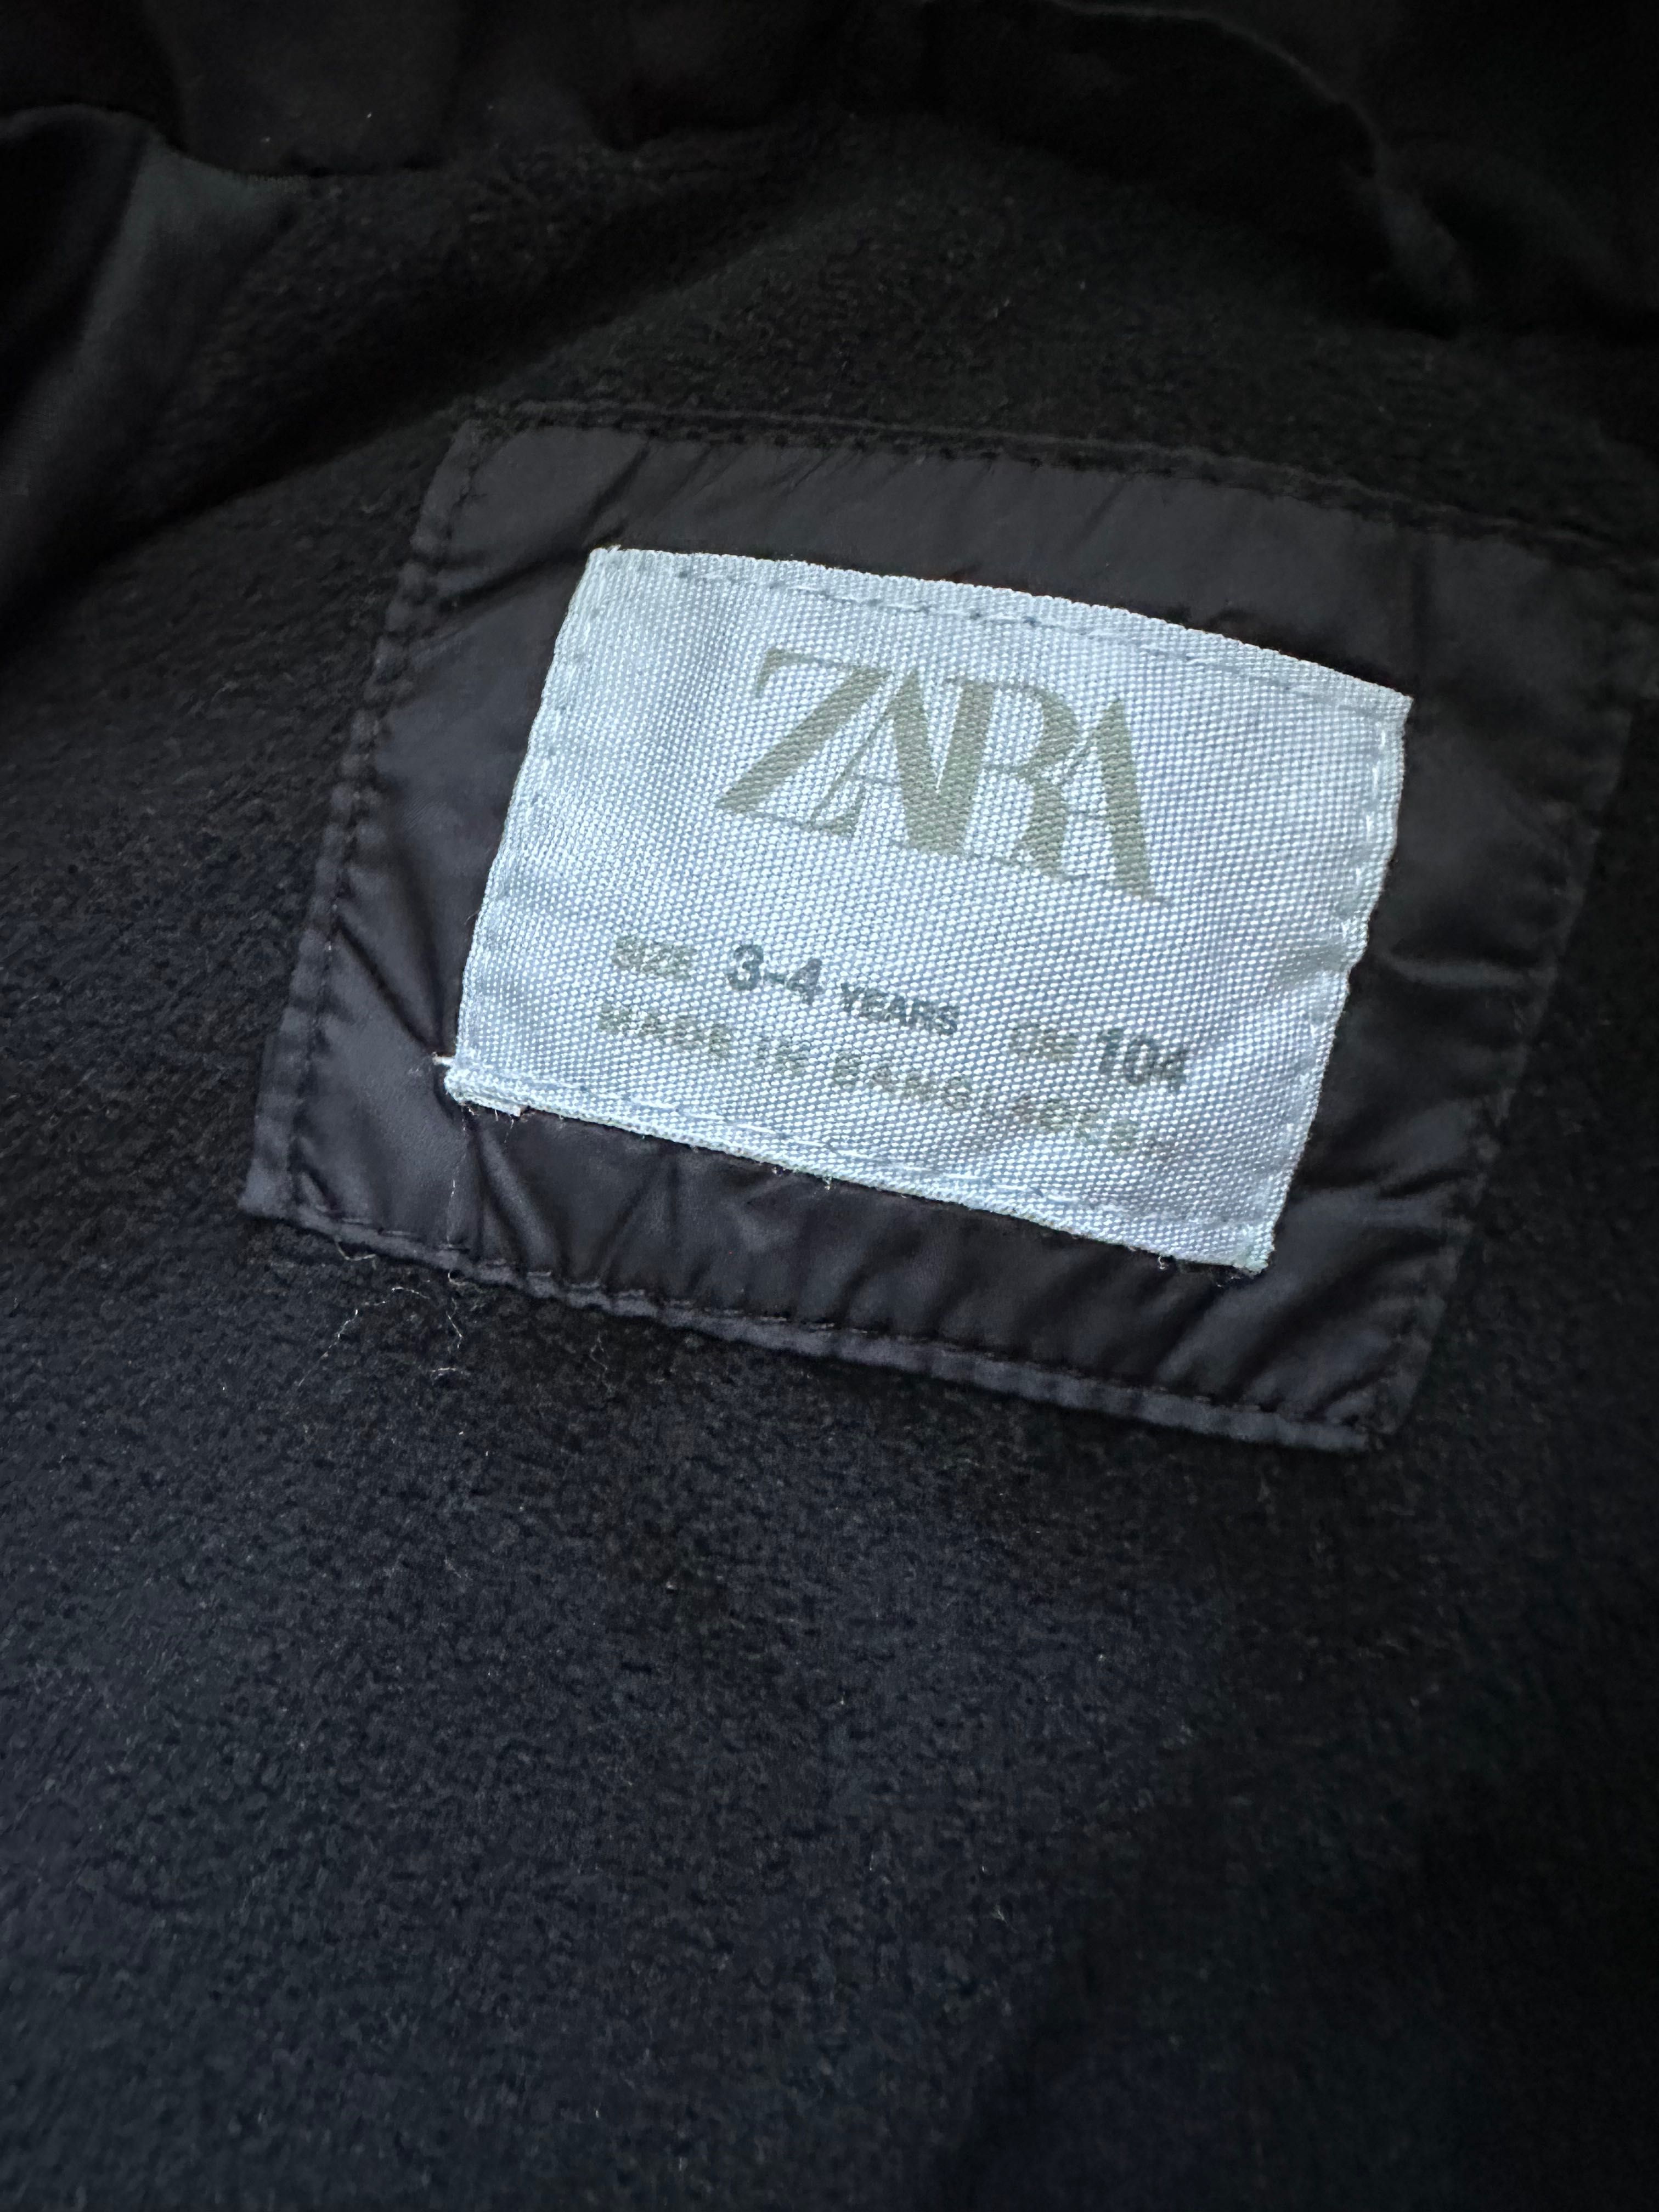 ZARA
SIZE 3-4 YEARS CM 104
MADE IN BANGLADESH